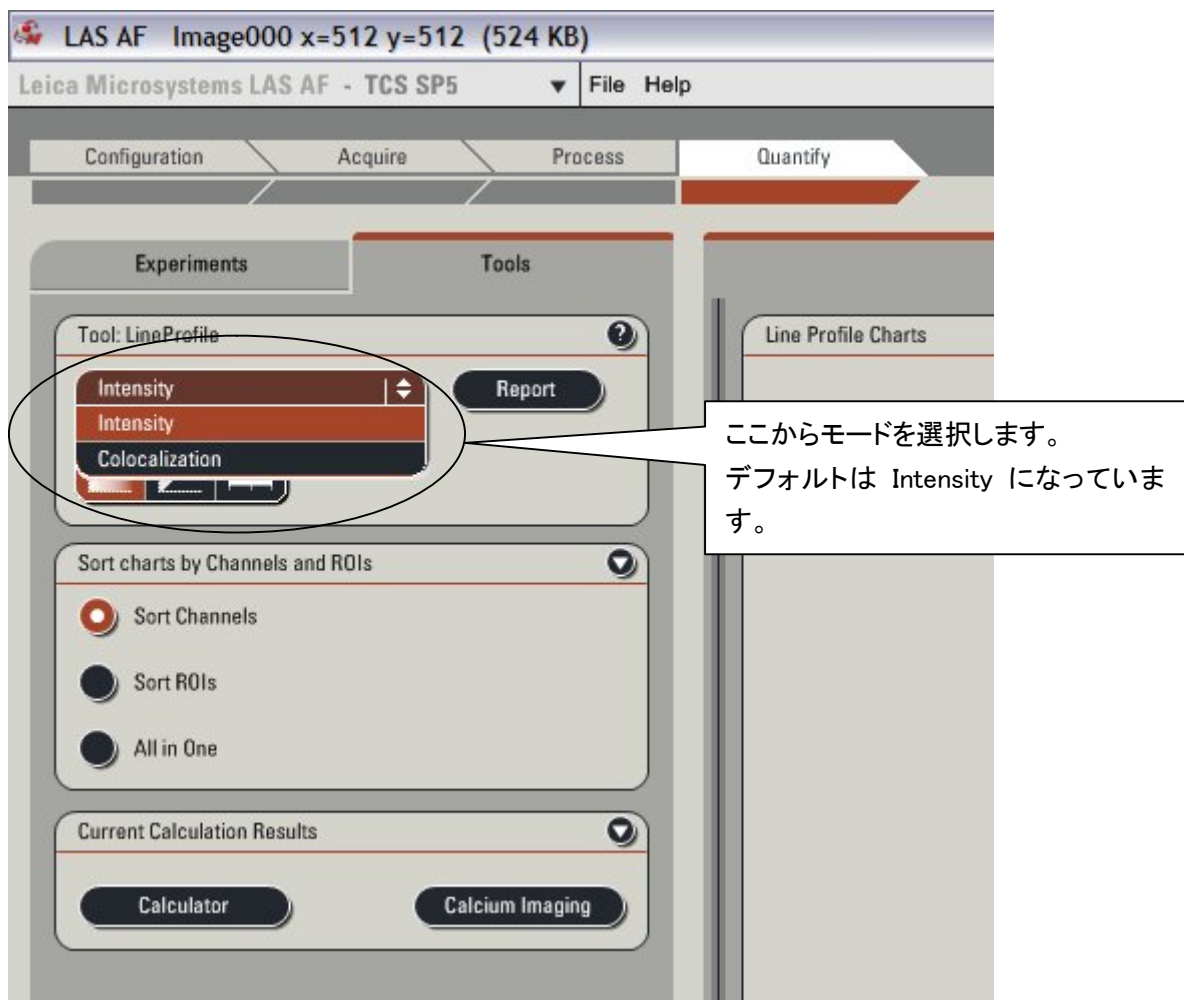 LAS AF Image000 x=512 y=512 (524 KB)
Leica Microsystems LAS AF - TCS SP5 File Help
Configuration Acquire Process Quantify
Experiments Tools
Tool: LineProfile
Line Profile Charts
Intensity
Report
Intensity
Colocalization
ここからモードを選択します。
デフォルトは Intensity になっていま
す。
Sort charts by Channels and ROIs
Sort Channels
Sort ROIs
All in One
Current Calculation Results
Calculator
Calcium Imaging